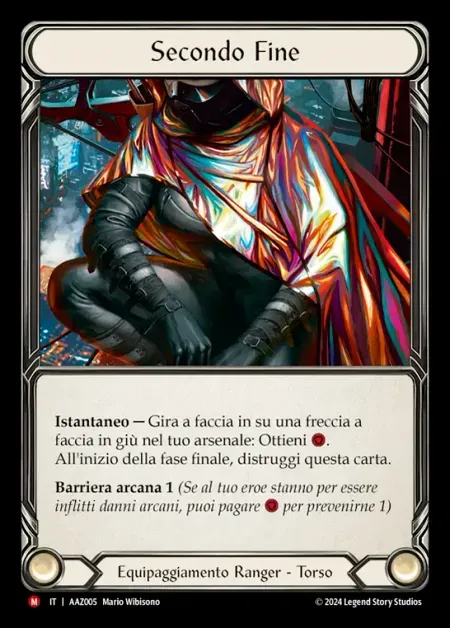 Secondo Fine
Istantaneo — Gira a faccia in su una freccia a
faccia in giù nel tuo arsenale: Ottieni .
All'inizio della fase finale, distruggi questa carta.
Barriera arcana 1 (Se al tuo eroe stanno per essere
inflitti danni arcani, puoi pagare per prevenirne 1)
Equipaggiamento Ranger - Torso
M IT | AAZ005 Mario Wibisono © 2024 Legend Story Studios